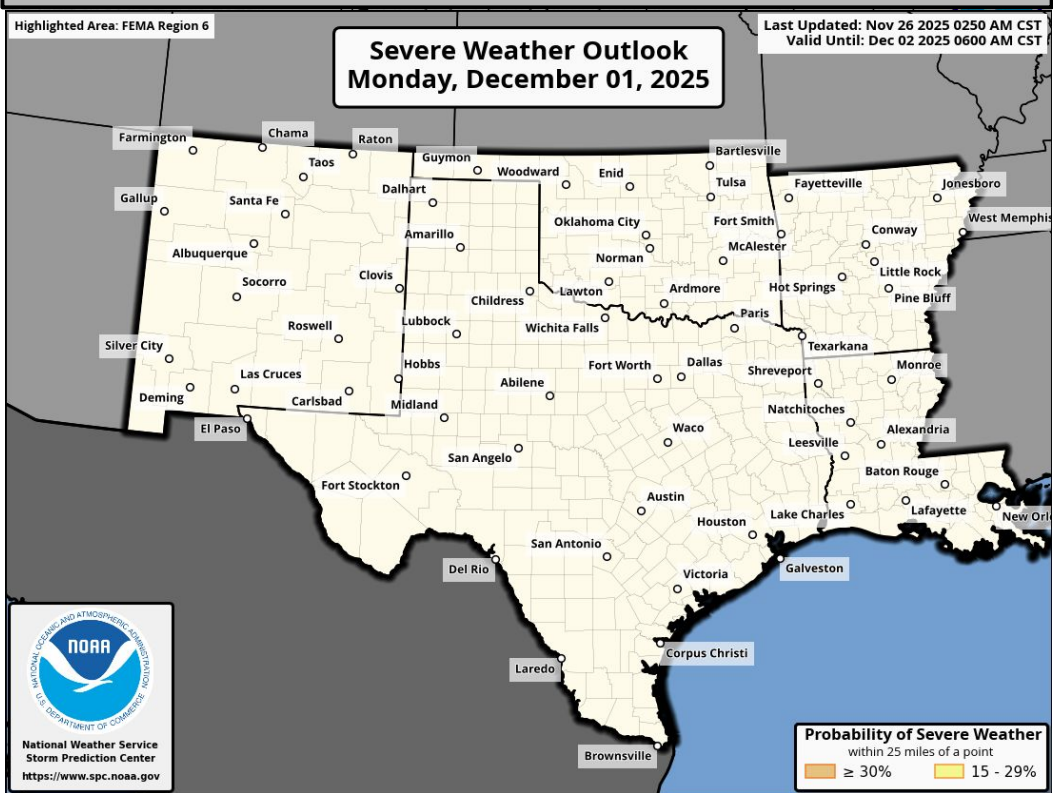 Highlighted Area: FEMA Region 6
Severe Weather Outlook
Monday, December 01, 2025
Last Updated: Nov 26 2025 0250 AM CST
Valid Until: Dec 02 2025 0600 AM CST
Farmington
Chama
Raton
Taos
Guymon
Woodward
Enid
Bartlesville
Tulsa
Fayetteville
Jonesboro
Gallup
Santa Fe
Dalhart
Oklahoma City
Fort Smith
West Memphis
Albuquerque
Amarillo
Norman
McAlester
Conway
Socorro
Clovis
Childress
Lawton
Ardmore
Hot Springs
Little Rock
Pine Bluff
Roswell
Lubbock
Wichita Falls
Paris
Texarkana
Silver City
Las Cruces
Hobbs
Abilene
Fort Worth
Dallas
Shreveport
Monroe
Deming
Carlsbad
Midland
Natchitoches
El Paso
San Angelo
Waco
Leesville
Alexandria
Fort Stockton
Baton Rouge
Austin
Houston
Lake Charles
Lafayette
New Orl
San Antonio
Del Rio
Victoria
Galveston
Laredo
Corpus Christi
Brownsville
NATIONAL OCEANIC AND ATMOSPHERIC ADMINISTRATION
NOAA
U.S. DEPARTMENT OF COMMERCE
National Weather Service
Storm Prediction Center
https://www.spc.noaa.gov
Probability of Severe Weather
within 25 miles of a point
≥ 30%
15 - 29%